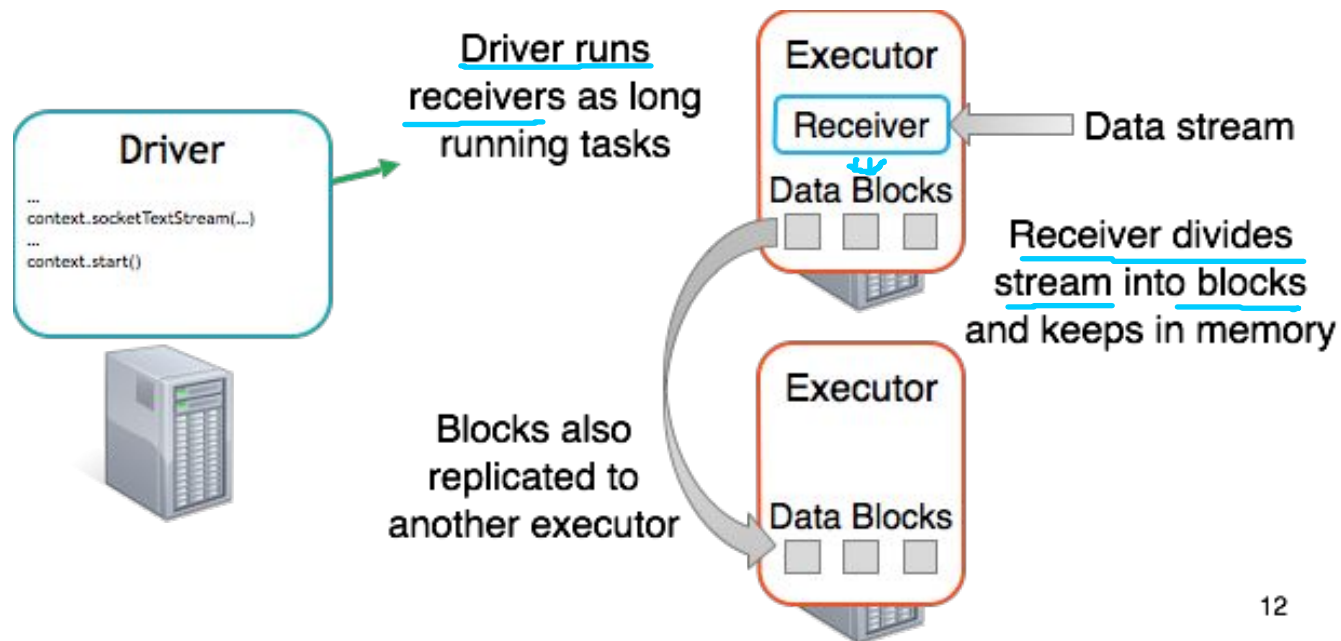 Driver
...
context.socketTextStream(...)
...
context.start()
Driver runs
receivers as long
running tasks
Executor
Receiver
Data stream
Data Blocks
Receiver divides
stream into blocks
and keeps in memory
Blocks also
replicated to
another executor
Executor
Data Blocks
12